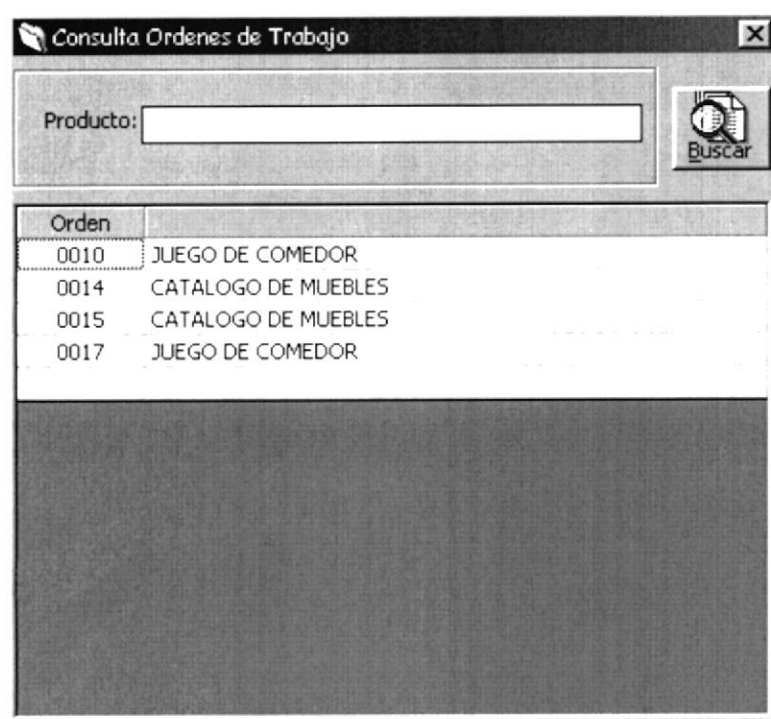 Consulta Ordenes de Trabajo
Producto:
Buscar
Orden
0010 JUEGO DE COMEDOR
0014 CATALOGO DE MUEBLES
0015 CATALOGO DE MUEBLES
0017 JUEGO DE COMEDOR